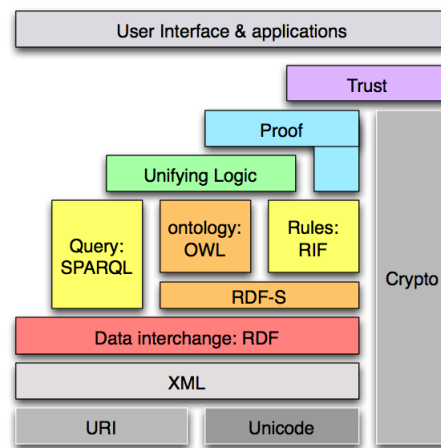 User Interface & applications
Trust
Proof
Unifying Logic
Query:
SPARQL
ontology:
OWL
Rules:
RIF
RDF-S
Crypto
Data interchange: RDF
XML
URI
Unicode